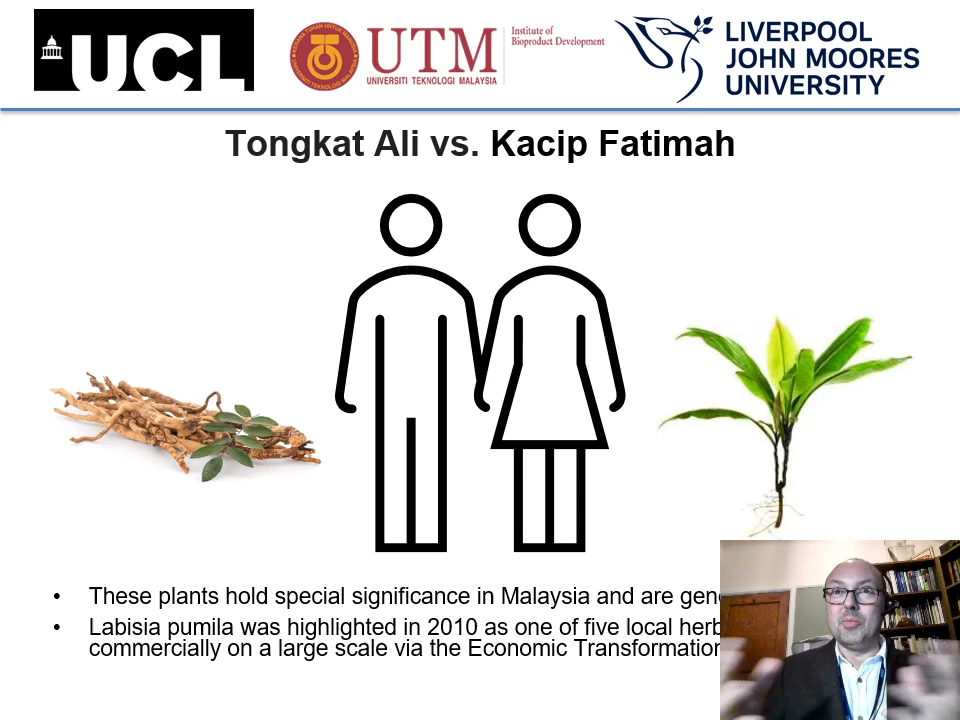 UCL
UTM
UNIVERSITI TEKNOLOGI MALAYSIA
Institute of
Bioproduct Development
LIVERPOOL
JOHN MOORES
UNIVERSITY
Tongkat Ali vs. Kacip Fatimah
• These plants hold special significance in Malaysia and are
• Labisia pumila was highlighted in 2010 as one of five local
commercially on a large scale via the Economic Transformation